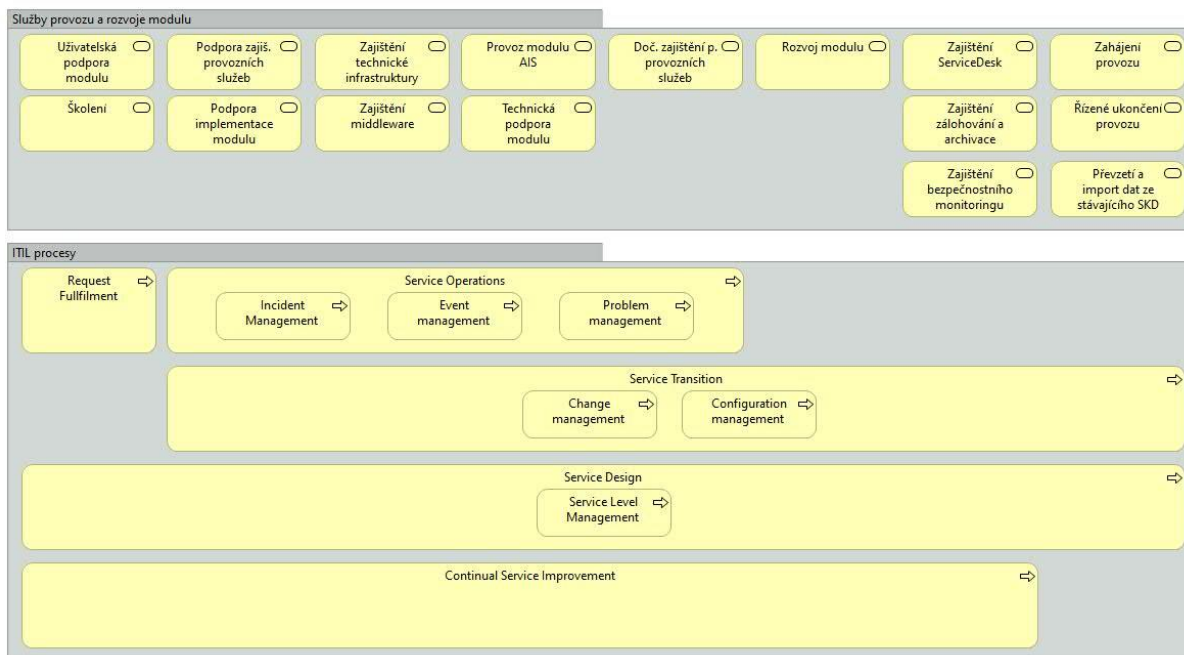 Služby provozu a rozvoje modulu
Uživatelská
podpora
modulu
Podpora zajiš.
provozních
služeb
Zajištění
technické
infrastruktury
Provoz modulu
AIS
Doč. zajištění p.
provozních
služeb
Rozvoj modulu
Zajištění
ServiceDesk
Zahájení
provozu
Školení
Podpora
implementace
modulu
Zajištění
middleware
Technická
podpora
modulu
Zajištění
zálohování a
archivace
Řízené ukončení
provozu
Zajištění
bezpečnostního
monitoringu
Převzetí a
import dat ze
stávajícího SKD
ITIL procesy
Request
Fullfilment
Service Operations
Incident
Management
Event
management
Problem
management
Service Transition
Change
management
Configuration
management
Service Design
Service Level
Management
Continual Service Improvement